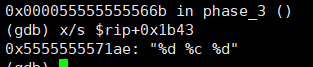 0x000055555555566b in phase_3 ()
(gdb) x/s $rip+0x1b43
0x5555555571ae: "%d %c %d"
(gdb)